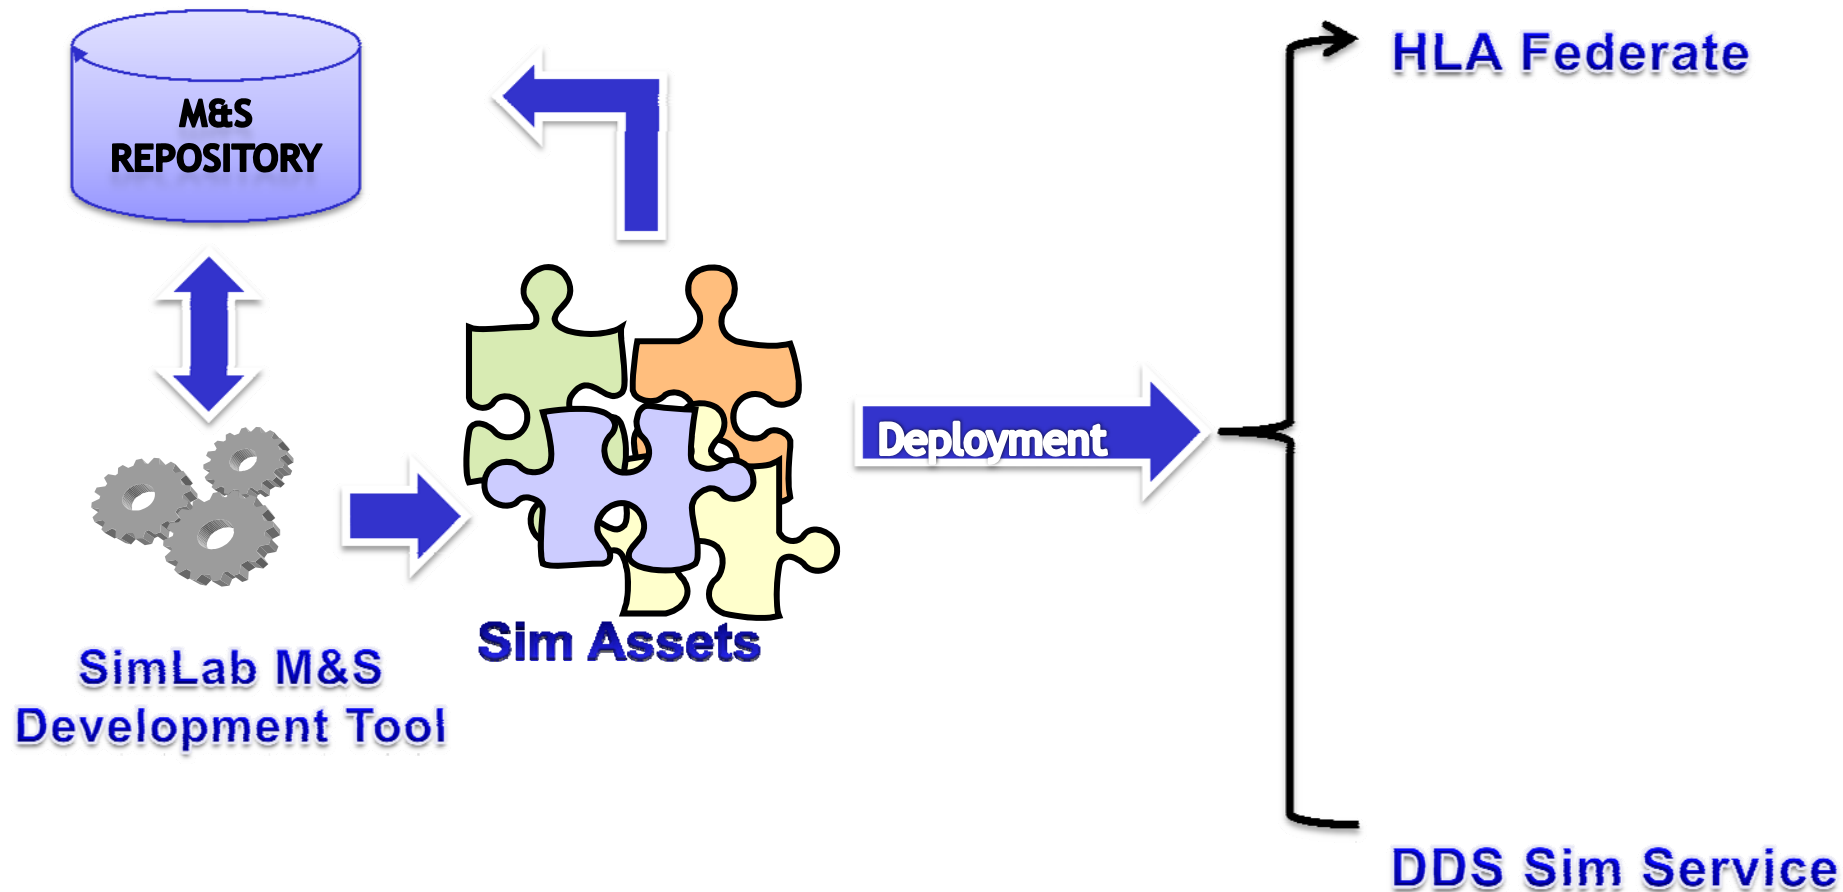 M&S
REPOSITORY
HLA Federate
Deployment
Sim Assets
SimLab M&S
Development Tool
DDS Sim Service